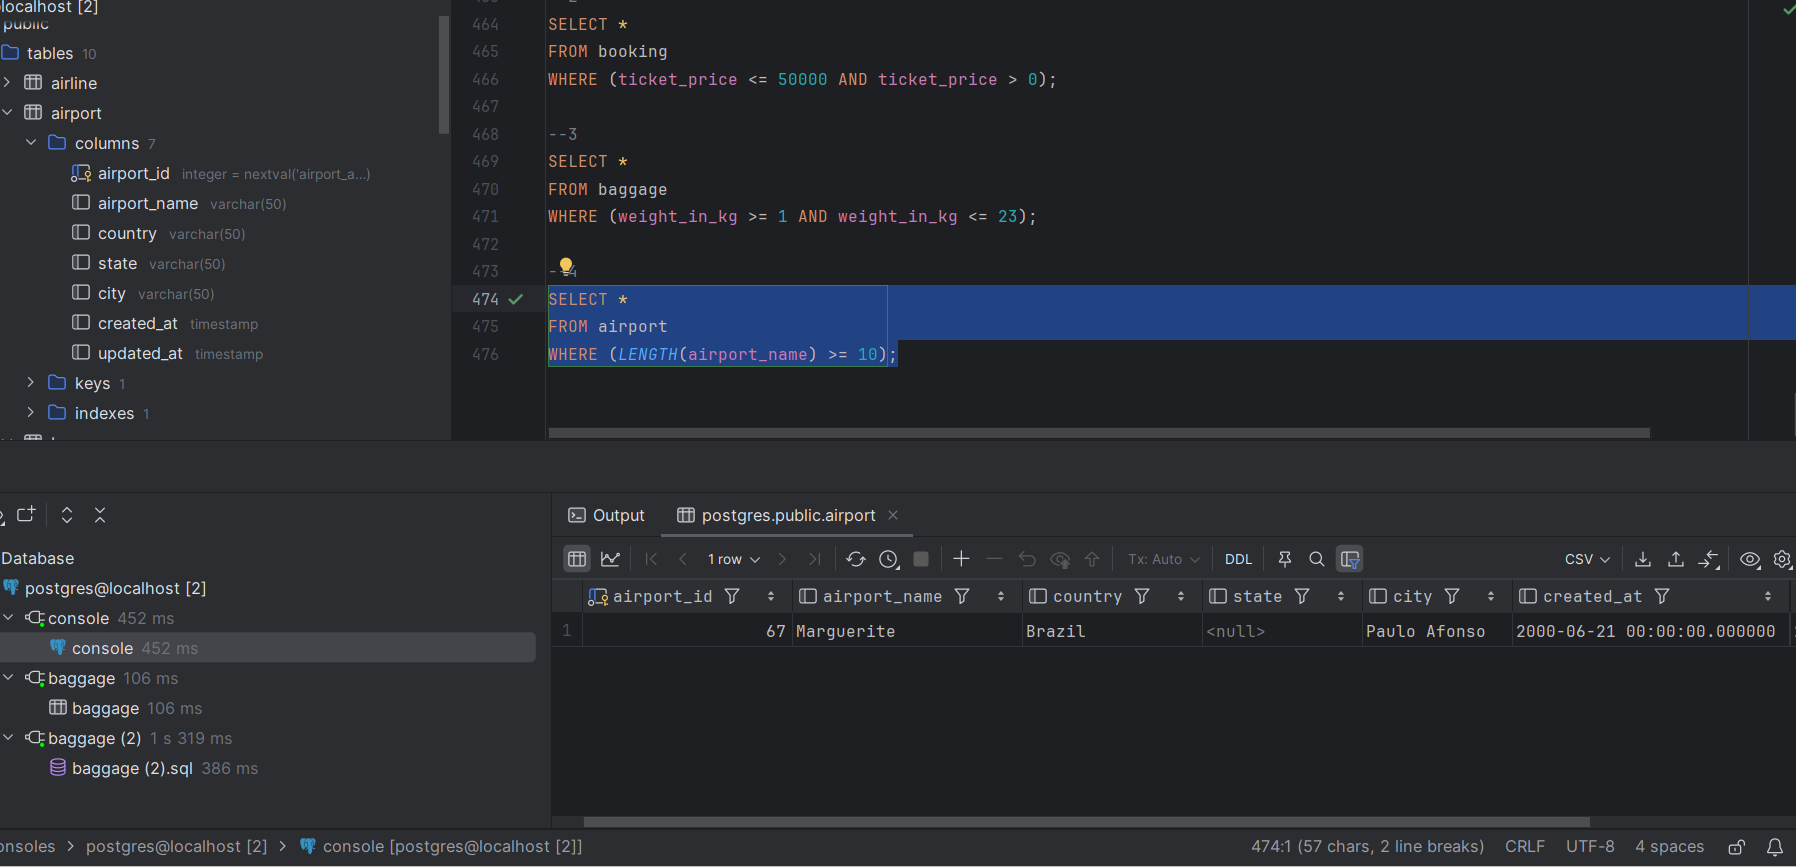 localhost [2]
public
tables 10
airline
airport
columns 7
airport_id integer = nextval('airport_a...)
airport_name varchar(50)
country varchar(50)
state varchar(50)
city varchar(50)
created_at timestamp
updated_at timestamp
keys 1
indexes 1
464 SELECT *
465 FROM booking
466 WHERE (ticket_price <= 50000 AND ticket_price > 0);
467
468 --3
469 SELECT *
470 FROM baggage
471 WHERE (weight_in_kg >= 1 AND weight_in_kg <= 23);
472
473 --4
474 SELECT *
475 FROM airport
476 WHERE (LENGTH(airport_name) >= 10);
Database
postgres@localhost [2]
console 452 ms
console 452 ms
baggage 106 ms
baggage 106 ms
baggage (2) 1 s 319 ms
baggage (2).sql 386 ms
Output postgres.public.airport
1 row Tx: Auto DDL CSV
airport_id airport_name country state city created_at
1 67 Marguerite Brazil <null> Paulo Afonso 2000-06-21 00:00:00.000000
onsoles postgres@localhost [2] console [postgres@localhost [2]]
474:1 (57 chars, 2 line breaks) CRLF UTF-8 4 spaces